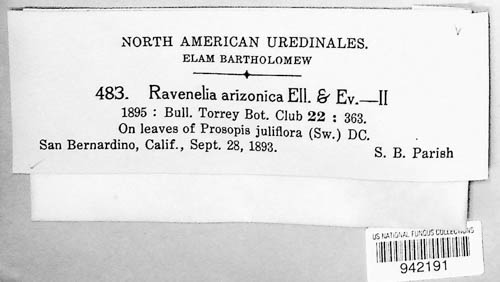 NORTH AMERICAN UREDINALES.
ELAM BARTHOLOMEW
483. Ravenelia arizonica Ell. & Ev.—II
1895 : Bull. Torrey Bot. Club 22 : 363.
On leaves of Prosopis juliflora (Sw.) DC.
San Bernardino, Calif., Sept. 28, 1893. S. B. Parish
US NATIONAL FUNGUS COLLECTIONS
942191